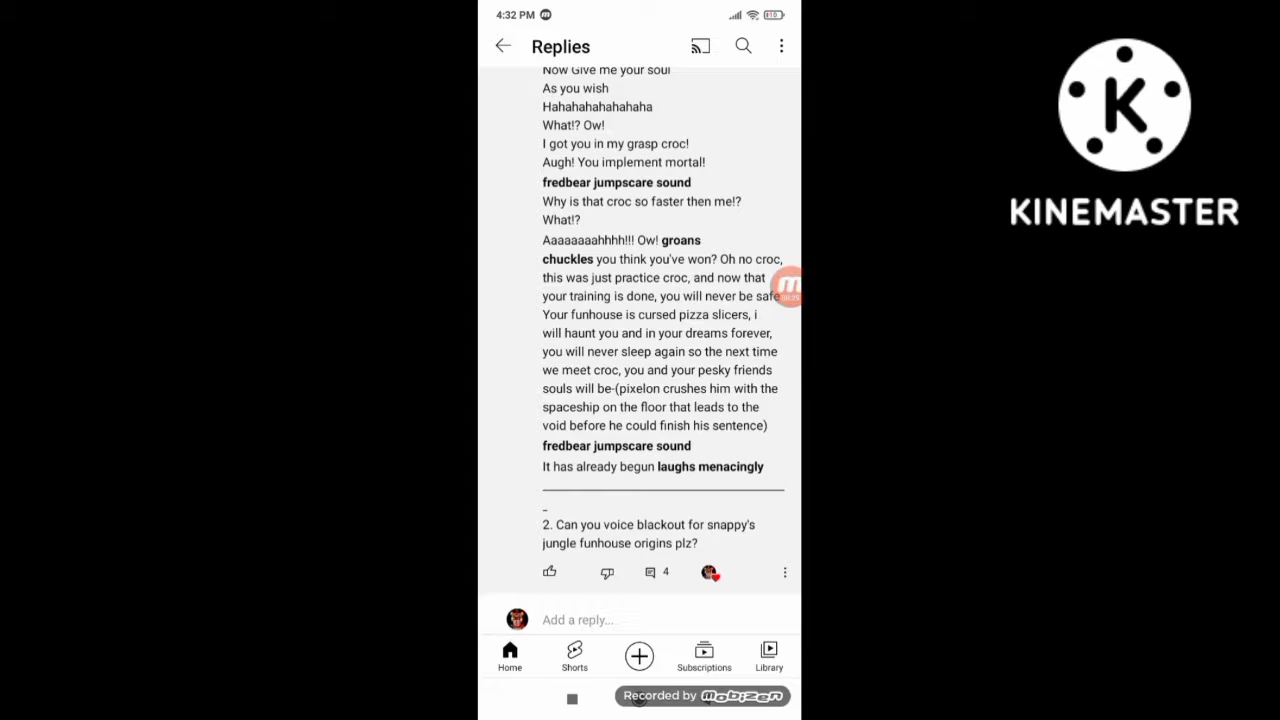 4:32 PM
10
Replies
Now Give me your soul
As you wish
Hahahahahahahaha
What!? Ow!
I got you in my grasp croc!
Augh! You implement mortal!
fredbear jumpscare sound
Why is that croc so faster then me!?
What!?
Aaaaaaaahhhh!!! Ow! groans
chuckles you think you've won? Oh no croc,
this was just practice croc, and now that
your training is done, you will never be safe
Your funhouse is cursed pizza slicers, i
will haunt you and in your dreams forever,
you will never sleep again so the next time
we meet croc, you and your pesky friends
souls will be-(pixelon crushes him with the
spaceship on the floor that leads to the
void before he could finish his sentence)
fredbear jumpscare sound
It has already begun laughs menacingly
2. Can you voice blackout for snappy's
jungle funhouse origins plz?
4
Add a reply...
Home
Shorts
Subscriptions
Library
Recorded by mobizen
K
KINEMASTER